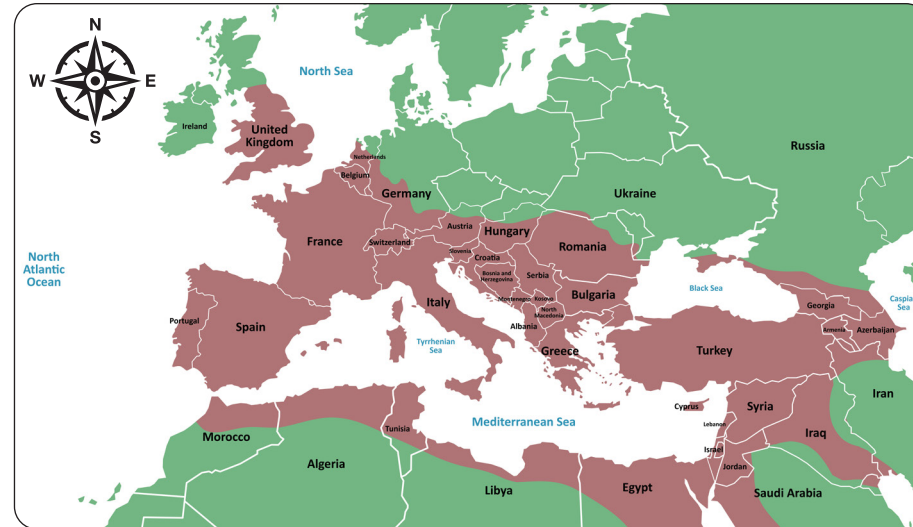 N
W E
S
North Sea
Ireland
United
Kingdom
Netherlands
Belgium
Germany
Russia
Ukraine
Austria
Hungary
France
Switzerland
Slovenia
Croatia
Romania
North
Atlantic
Ocean
Bosnia and
Herzegovina
Serbia
Black Sea
Caspia
Sea
Italy
Montenegro
Kosovo
Bulgaria
North
Macedonia
Georgia
Portugal
Spain
Albania
Armenia
Azerbaijan
Tyrrhenian
Sea
Greece
Turkey
Iran
Cyprus
Syria
Mediterranean Sea
Lebanon
Tunisia
Iraq
Morocco
Israel
Algeria
Jordan
Libya
Egypt
Saudi Arabia